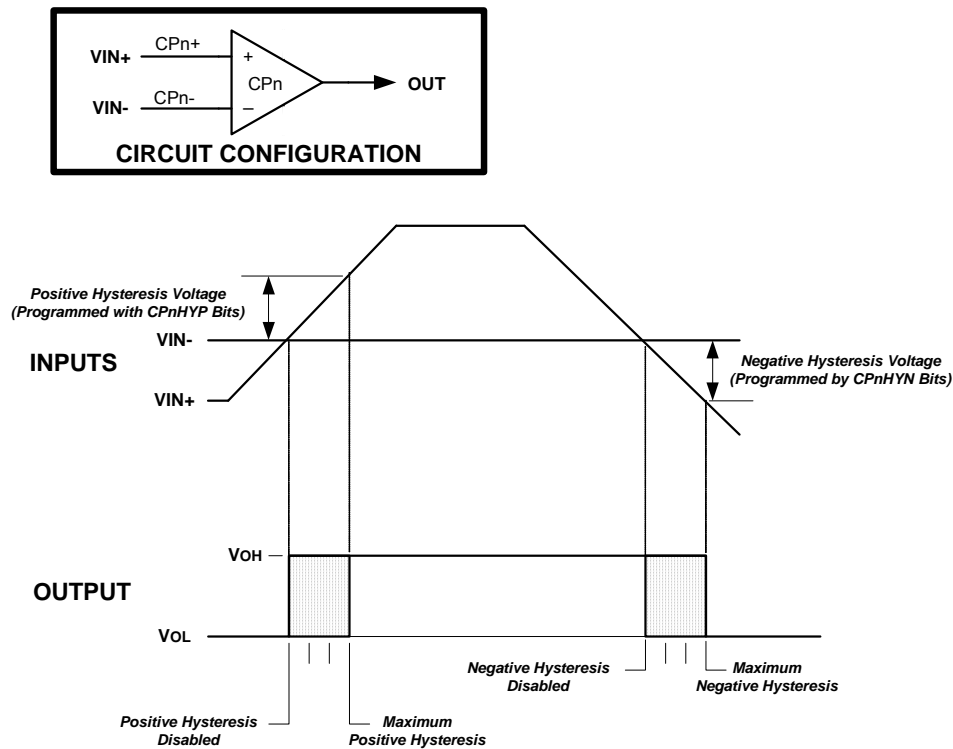 VIN+
CPn+
+
CPn
OUT
VIN-
CPn-
–
CIRCUIT CONFIGURATION
Positive Hysteresis Voltage
(Programmed with CPnHYP Bits)
VIN-
INPUTS
Negative Hysteresis Voltage
(Programmed by CPnHYN Bits)
VIN+
VOH
OUTPUT
VOL
Negative Hysteresis
Disabled
Maximum
Negative Hysteresis
Positive Hysteresis
Disabled
Maximum
Positive Hysteresis